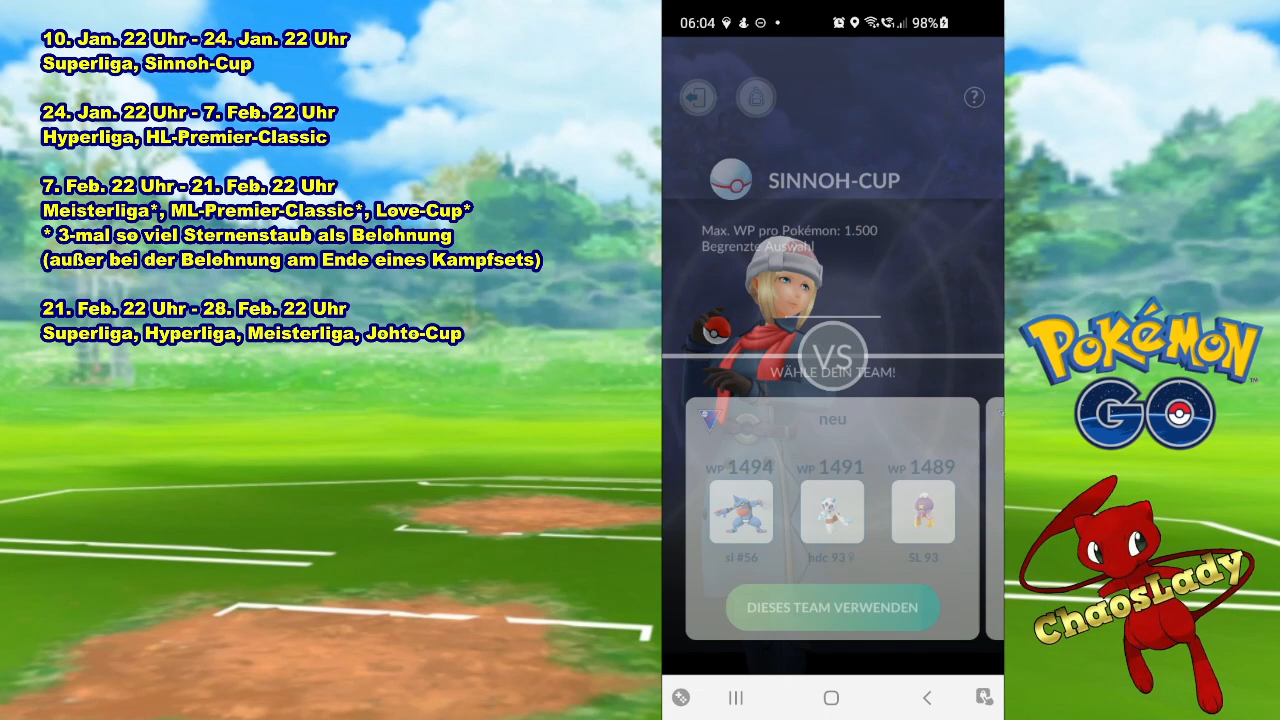 10. Jan. 22 Uhr - 24. Jan. 22 Uhr
Superliga, Sinnoh-Cup
24. Jan. 22 Uhr - 7. Feb. 22 Uhr
Hyperliga, HL-Premier-Classic
7. Feb. 22 Uhr - 21. Feb. 22 Uhr
Meisterliga*, ML-Premier-Classic*, Love-Cup*
* 3-mal so viel Sternenstaub als Belohnung
(außer bei der Belohnung am Ende eines Kampfsets)
21. Feb. 22 Uhr - 28. Feb. 22 Uhr
Superliga, Hyperliga, Meisterliga, Johto-Cup
06:04 98%
?
SINNOH-CUP
Max. WP pro Pokémon: 1.500
Begrenzte Auswahl
VS
WÄHLE DEIN TEAM!
neu
WP 1494 WP 1491 WP 1489
sl #56 hdc 93♀ SL 93
DIESES TEAM VERWENDEN
POKéMON
TM
GO
ChaosLady